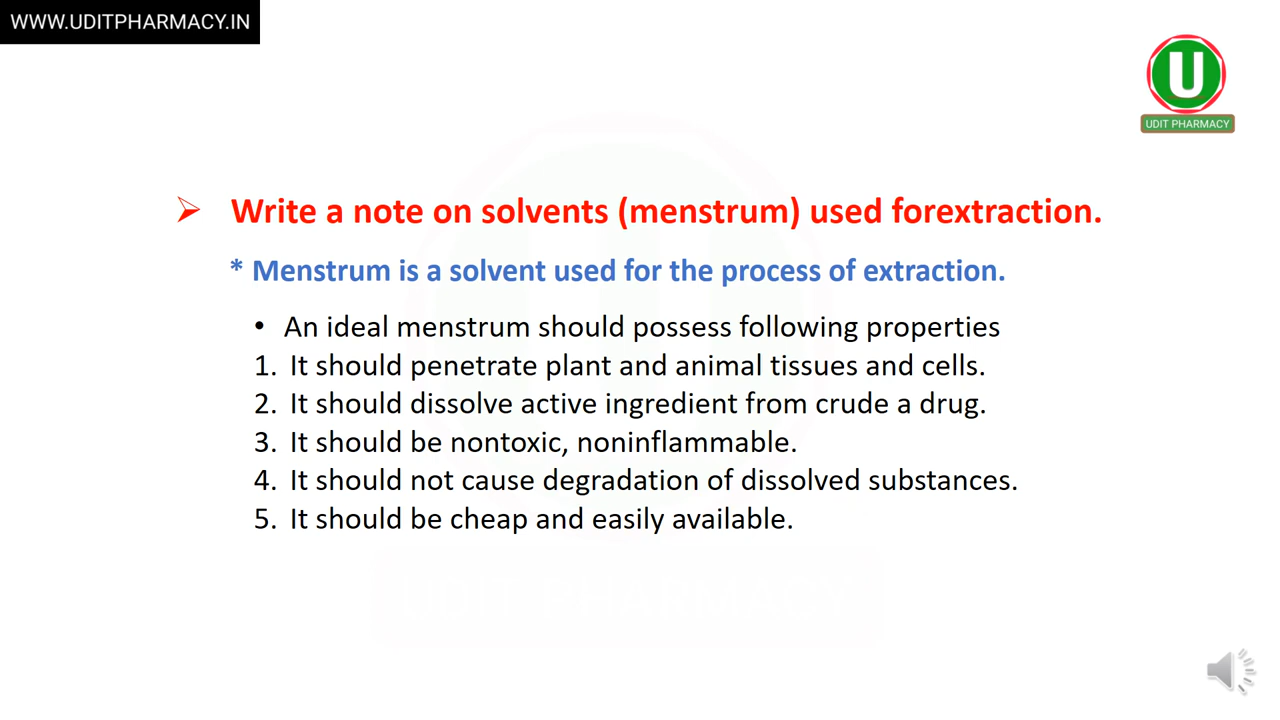 WWW.UDITPHARMACY.IN
U
UDIT PHARMACY
➢ Write a note on solvents (menstrum) used forextraction.
* Menstrum is a solvent used for the process of extraction.
• An ideal menstrum should possess following properties
1. It should penetrate plant and animal tissues and cells.
2. It should dissolve active ingredient from crude a drug.
3. It should be nontoxic, noninflammable.
4. It should not cause degradation of dissolved substances.
5. It should be cheap and easily available.
UDIT PHARMACY